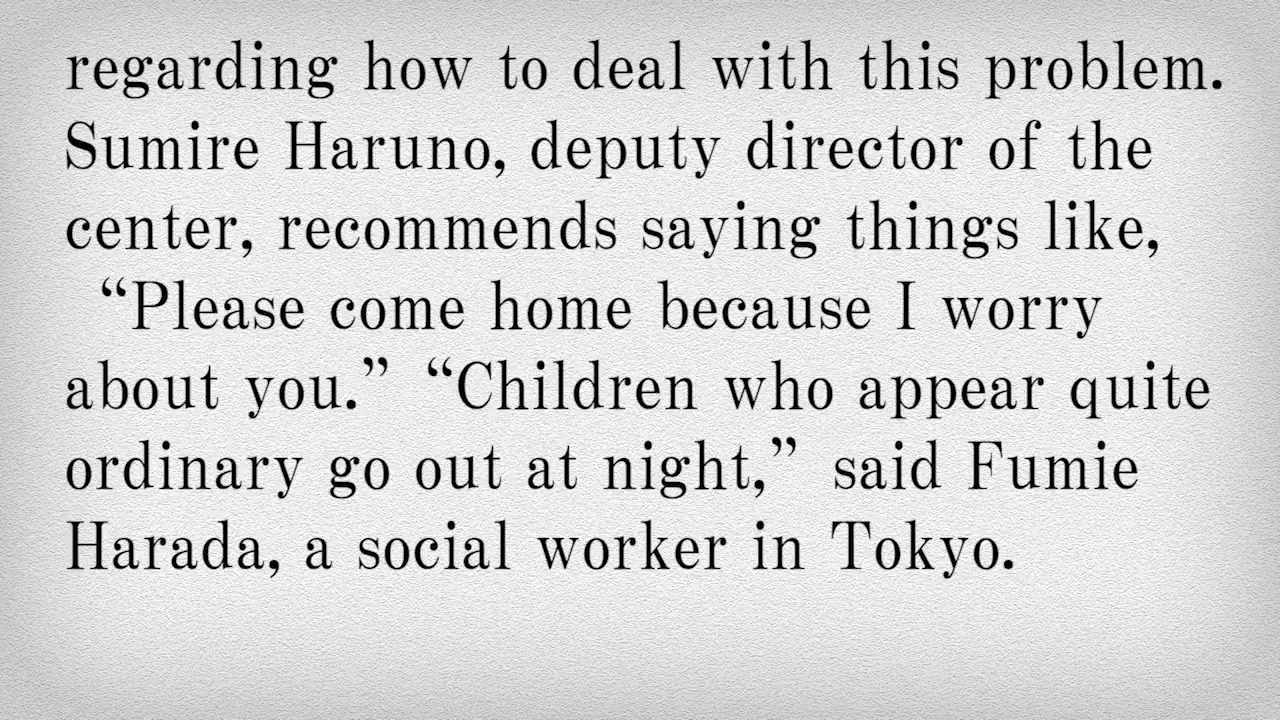 regarding how to deal with this problem.
Sumire Haruno, deputy director of the
center, recommends saying things like,
“Please come home because I worry
about you.” “Children who appear quite
ordinary go out at night,” said Fumie
Harada, a social worker in Tokyo.